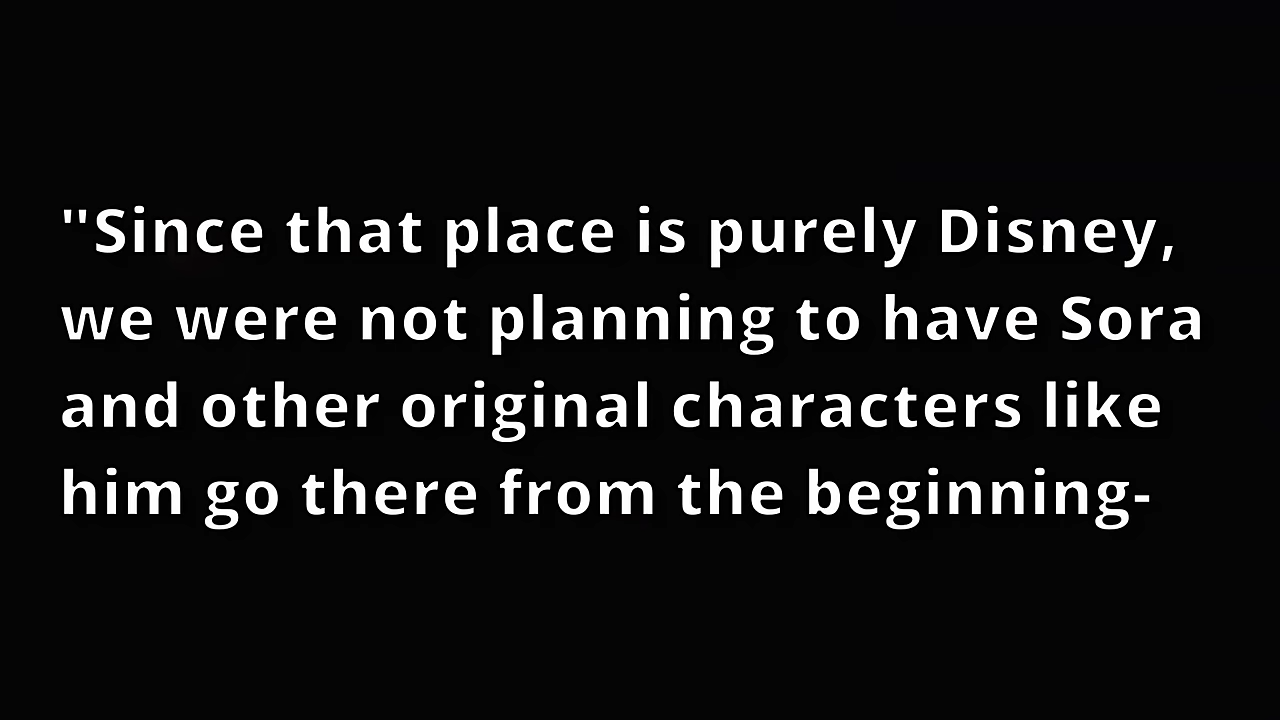 "Since that place is purely Disney,
we were not planning to have Sora
and other original characters like
him go there from the beginning-